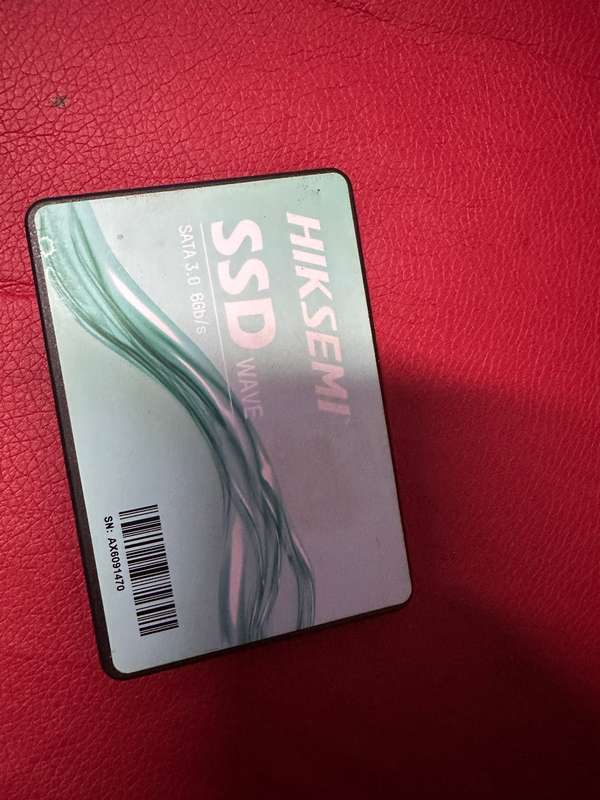 HIKSEMI
SSD WAVE
SATA 3.0 6Gb/s
SN: AX6091470